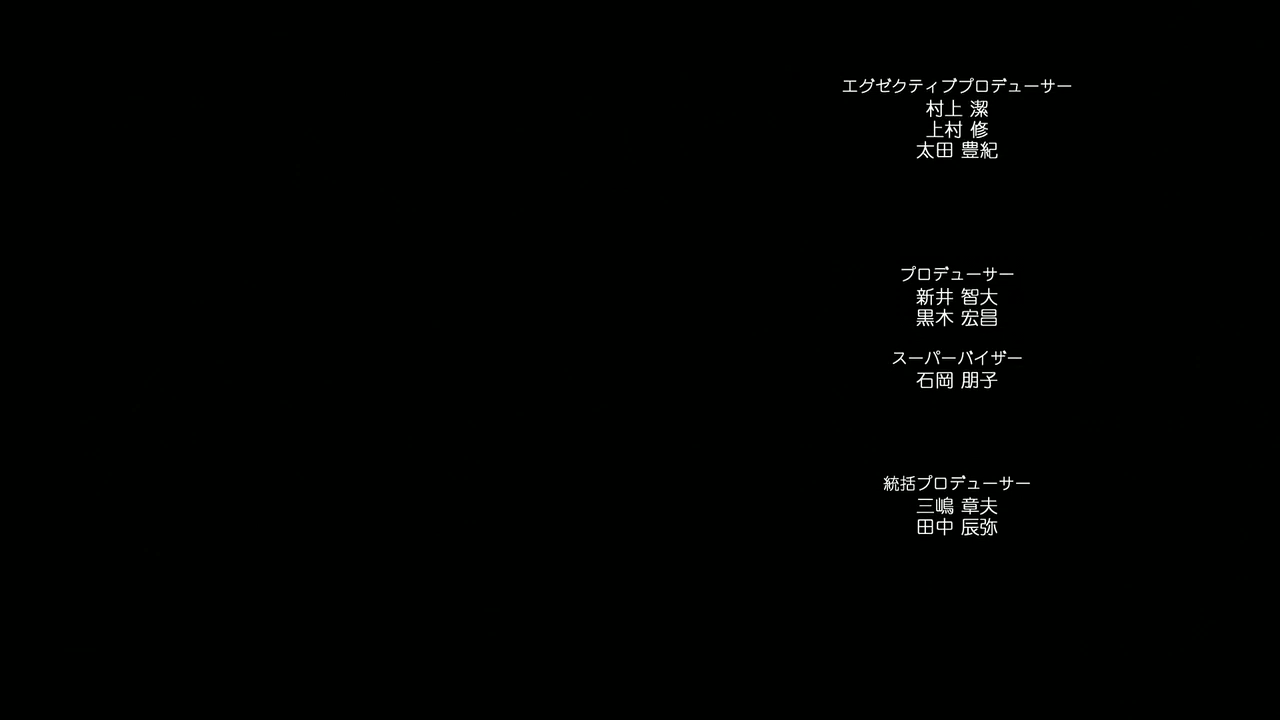 エグゼクティブプロデューサー
村上 潔
上村 修
太田 豊紀
プロデューサー
新井 智大
黒木 宏昌
スーパーバイザー
石岡 朋子
統括プロデューサー
三嶋 章夫
田中 辰弥